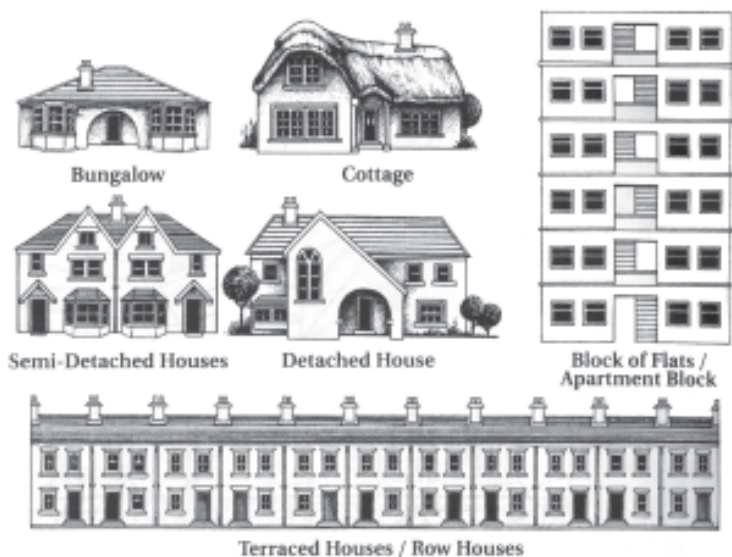 Bungalow
Cottage
Semi-Detached Houses
Detached House
Block of Flats /
Apartment Block
Terraced Houses / Row Houses